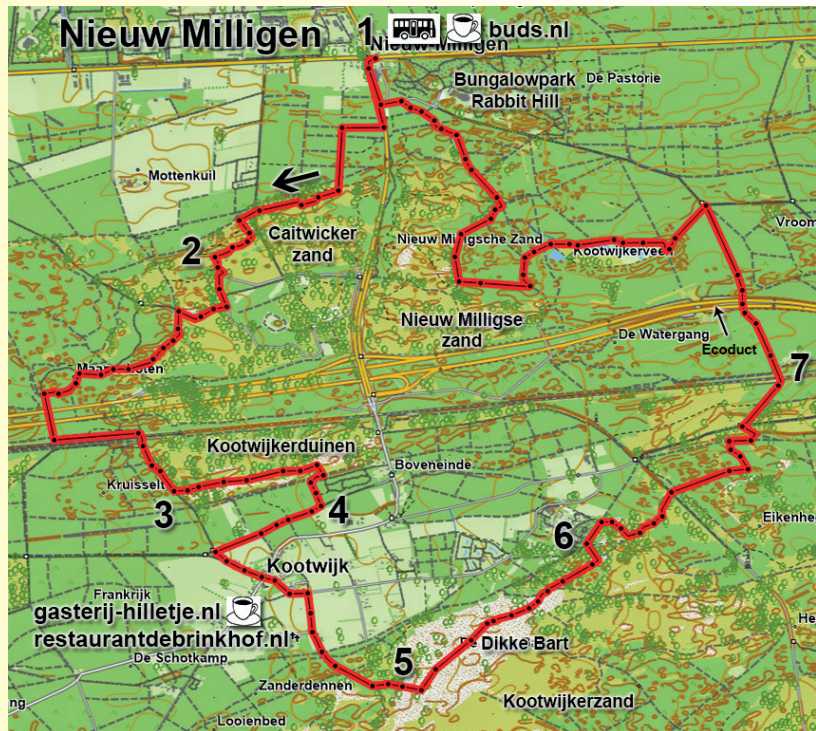 Nieuw Milligen 1 buds.nl
Nieuw-Milligen
Bungalowpark
Rabbit Hill
De Pastorie
Mottenkuil
2
Caitwicker
zand
Nieuw Milligsche Zand
Kootwijkerveen
Nieuw Milligse
zand
De Watergang
Ecoduct
7
Kootwijkerduinen
Kruisselt
3
4
Boveneinde
6
Kootwijk
Frankrijk
gasterij-hilletje.nl
restaurantdebrinkhof.nl
De Schotkamp
5
Dikke Bart
Zanderdennen
Kootwijkerzand
Looienbed